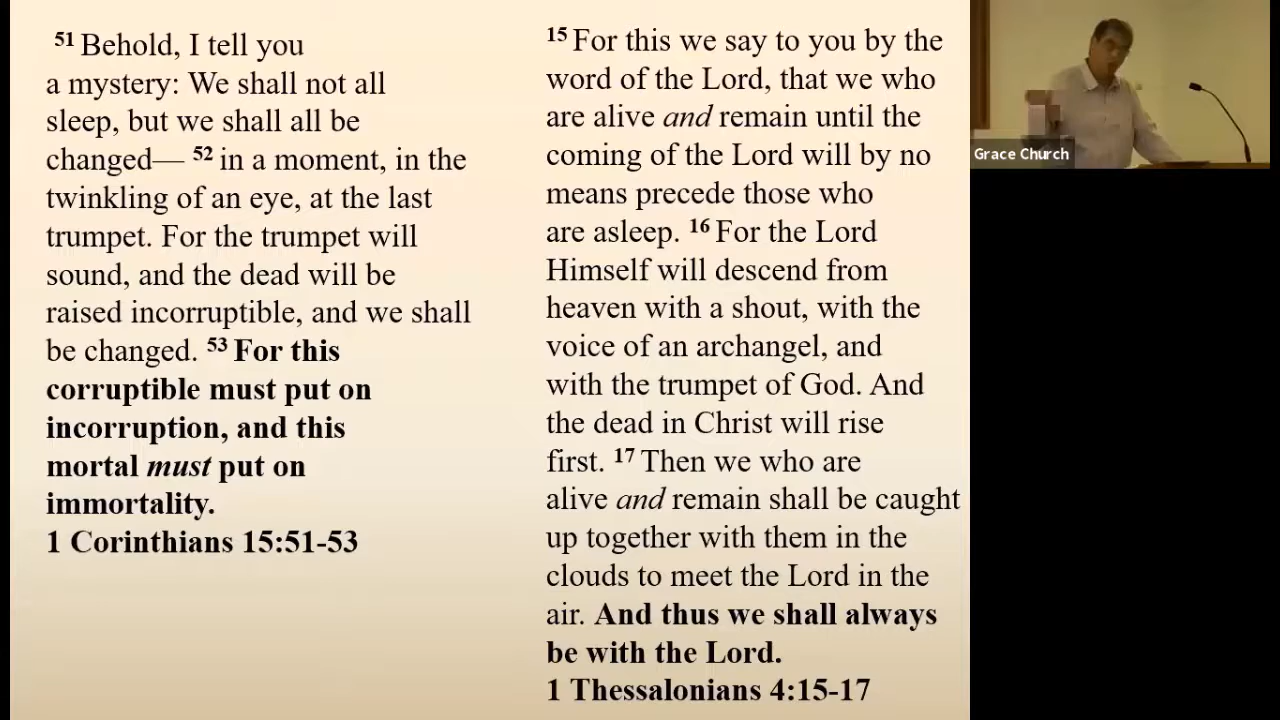 51 Behold, I tell you
a mystery: We shall not all
sleep, but we shall all be
changed— 52 in a moment, in the
twinkling of an eye, at the last
trumpet. For the trumpet will
sound, and the dead will be
raised incorruptible, and we shall
be changed. 53 For this
corruptible must put on
incorruption, and this
mortal must put on
immortality.
1 Corinthians 15:51-53
15 For this we say to you by the
word of the Lord, that we who
are alive and remain until the
coming of the Lord will by no
means precede those who
are asleep. 16 For the Lord
Himself will descend from
heaven with a shout, with the
voice of an archangel, and
with the trumpet of God. And
the dead in Christ will rise
first. 17 Then we who are
alive and remain shall be caught
up together with them in the
clouds to meet the Lord in the
air. And thus we shall always
be with the Lord.
1 Thessalonians 4:15-17
Grace Church